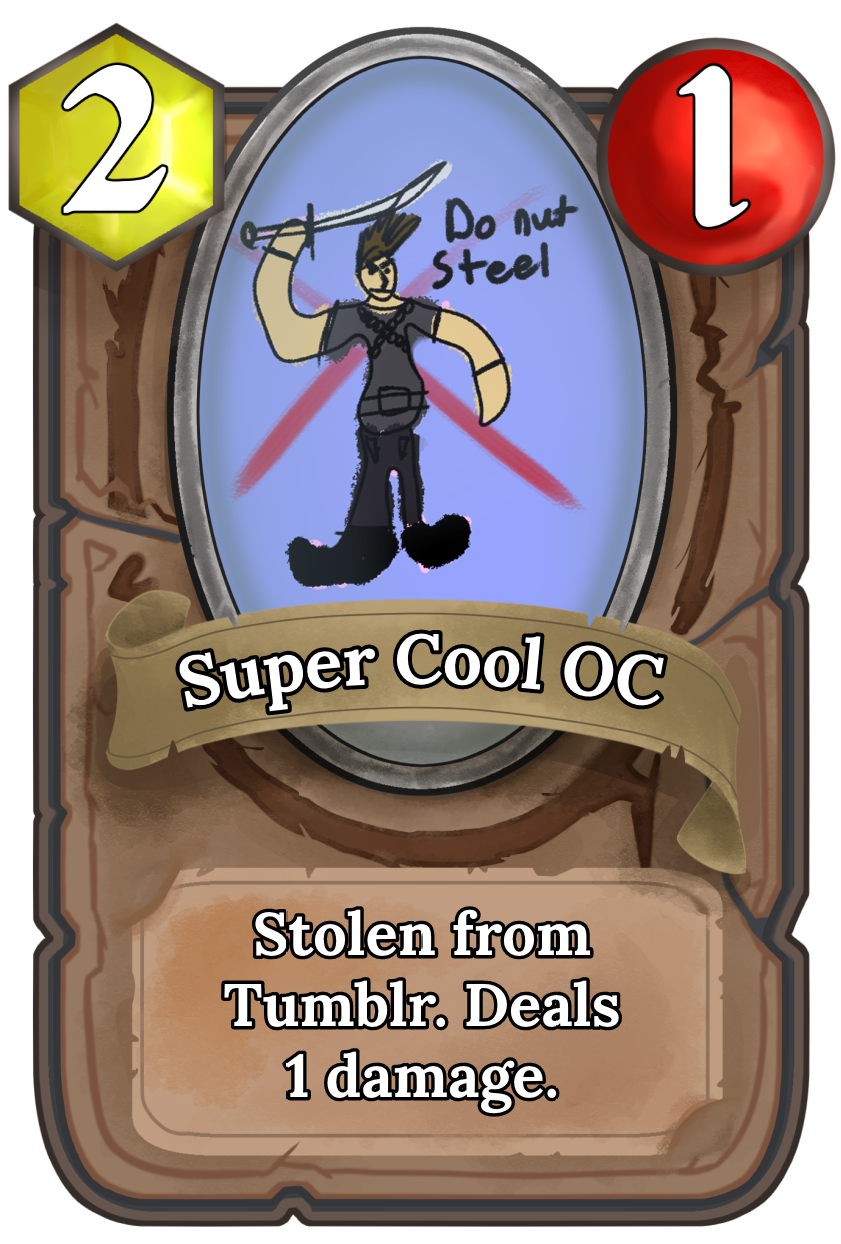 2
1
Do nut
Steel
Super Cool OC
Stolen from
Tumblr. Deals
1 damage.